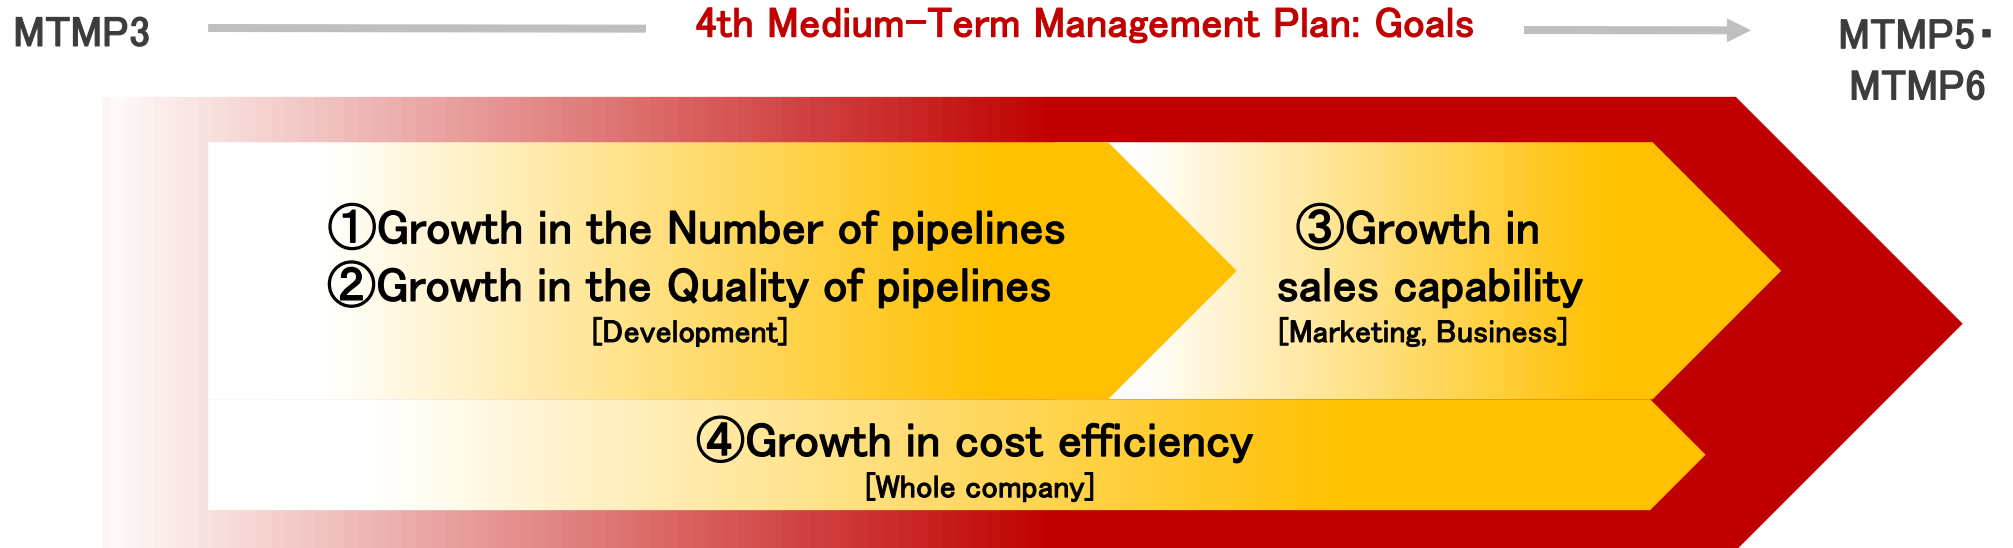 MTMP3
4th Medium-Term Management Plan: Goals
MTMP5・
MTMP6
①Growth in the Number of pipelines
②Growth in the Quality of pipelines
[Development]
③Growth in
sales capability
[Marketing, Business]
④Growth in cost efficiency
[Whole company]